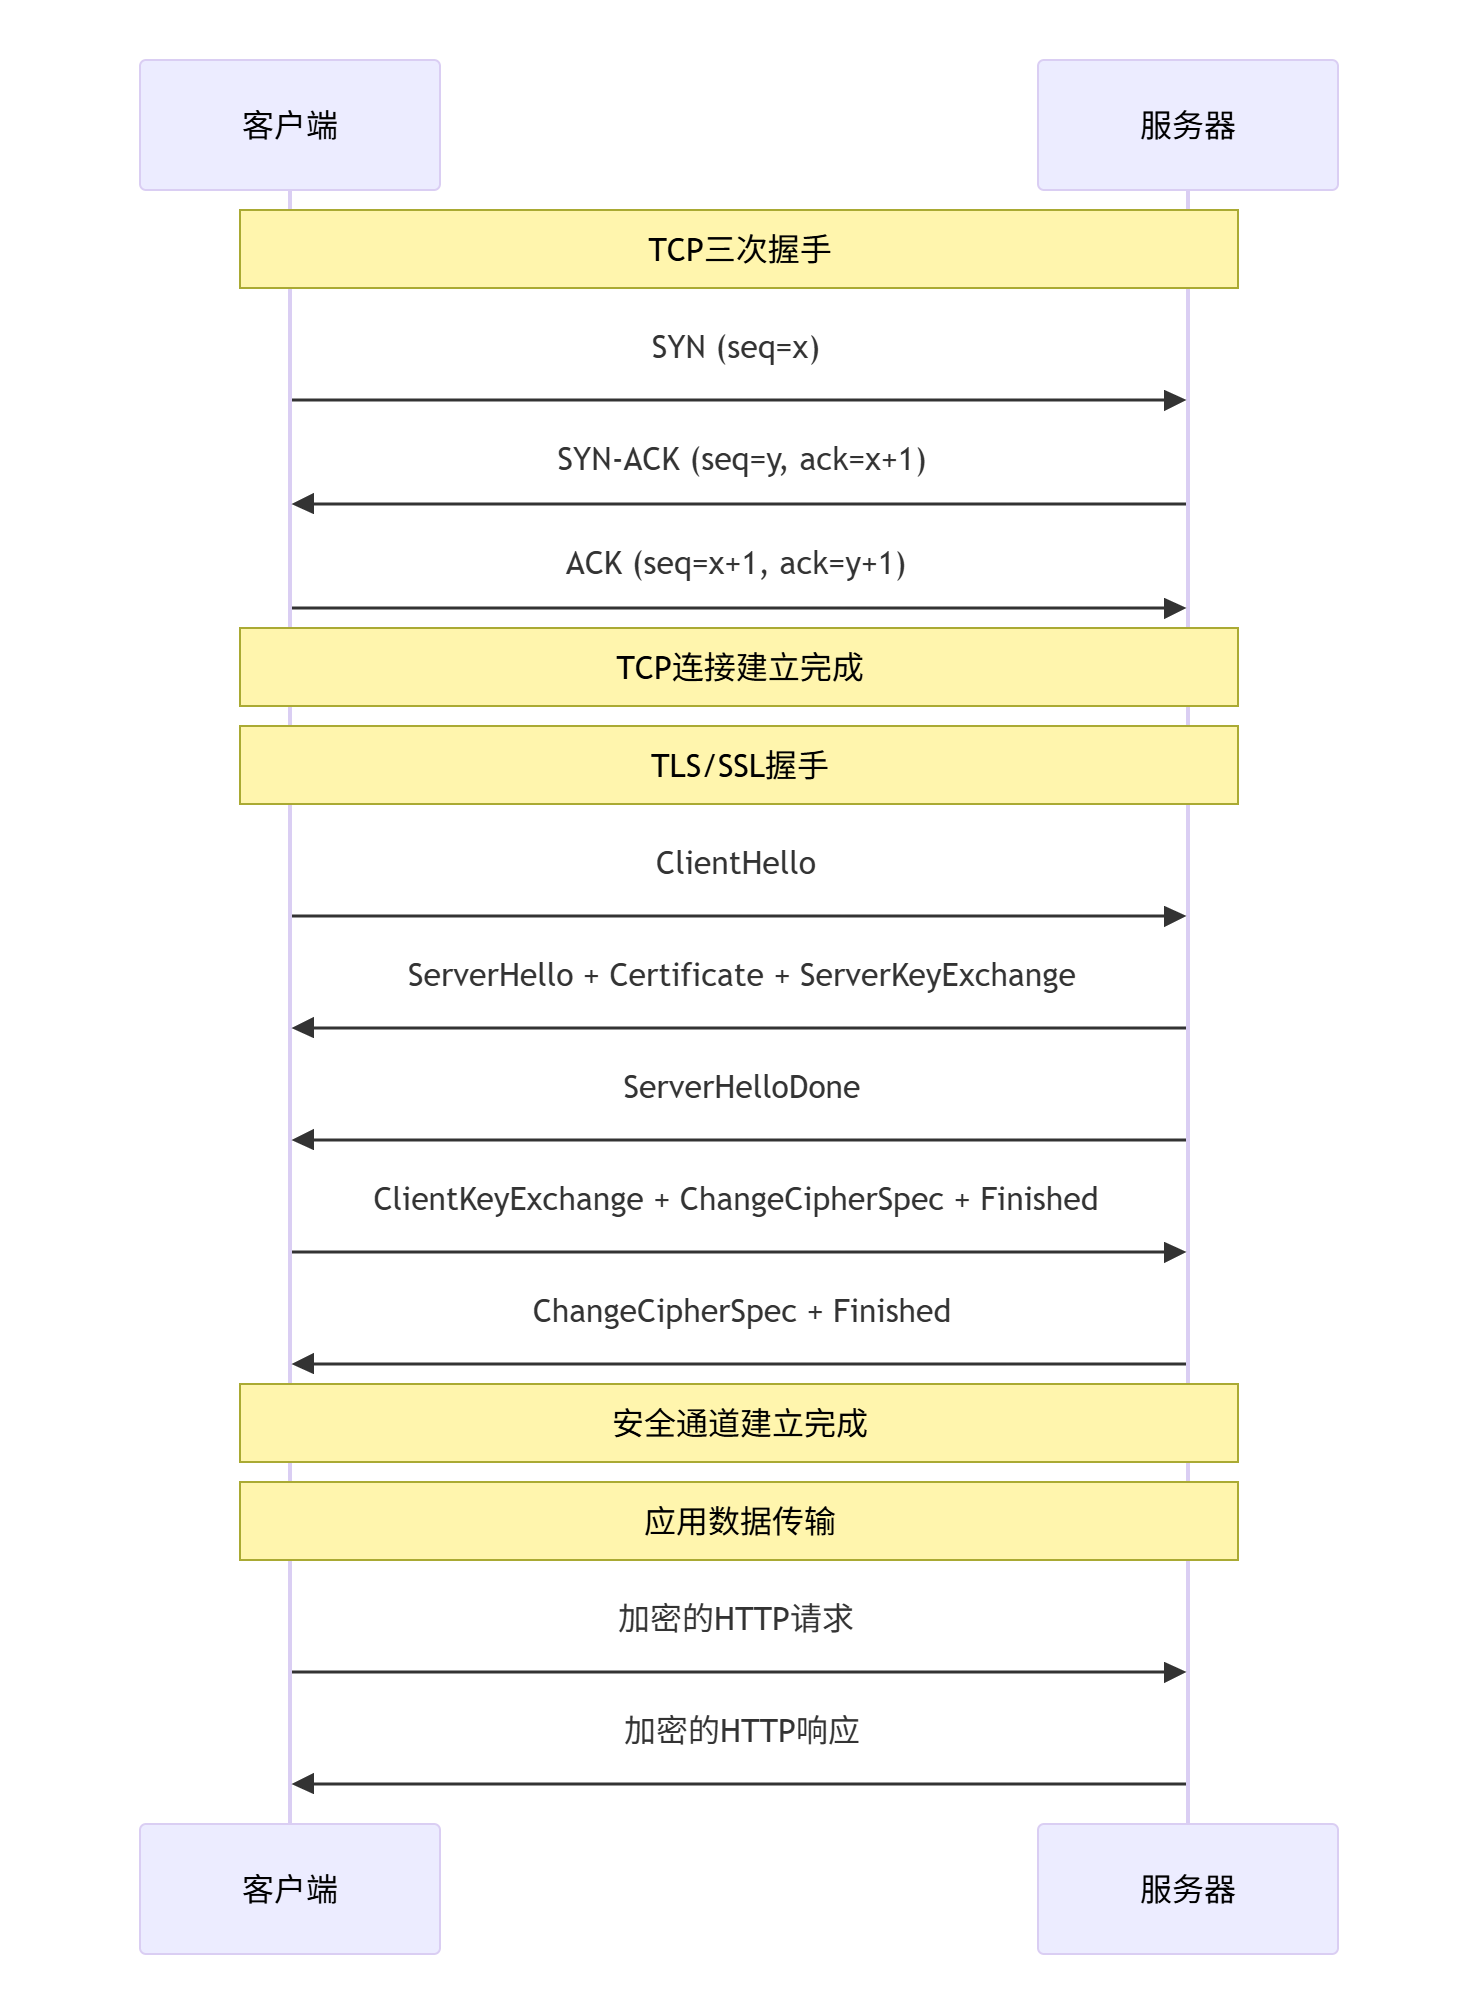 客户端
服务器
TCP三次握手
SYN (seq=x)
SYN-ACK (seq=y, ack=x+1)
ACK (seq=x+1, ack=y+1)
TCP连接建立完成
TLS/SSL握手
ClientHello
ServerHello + Certificate + ServerKeyExchange
ServerHelloDone
ClientKeyExchange + ChangeCipherSpec + Finished
ChangeCipherSpec + Finished
安全通道建立完成
应用数据传输
加密的HTTP请求
加密的HTTP响应
客户端
服务器